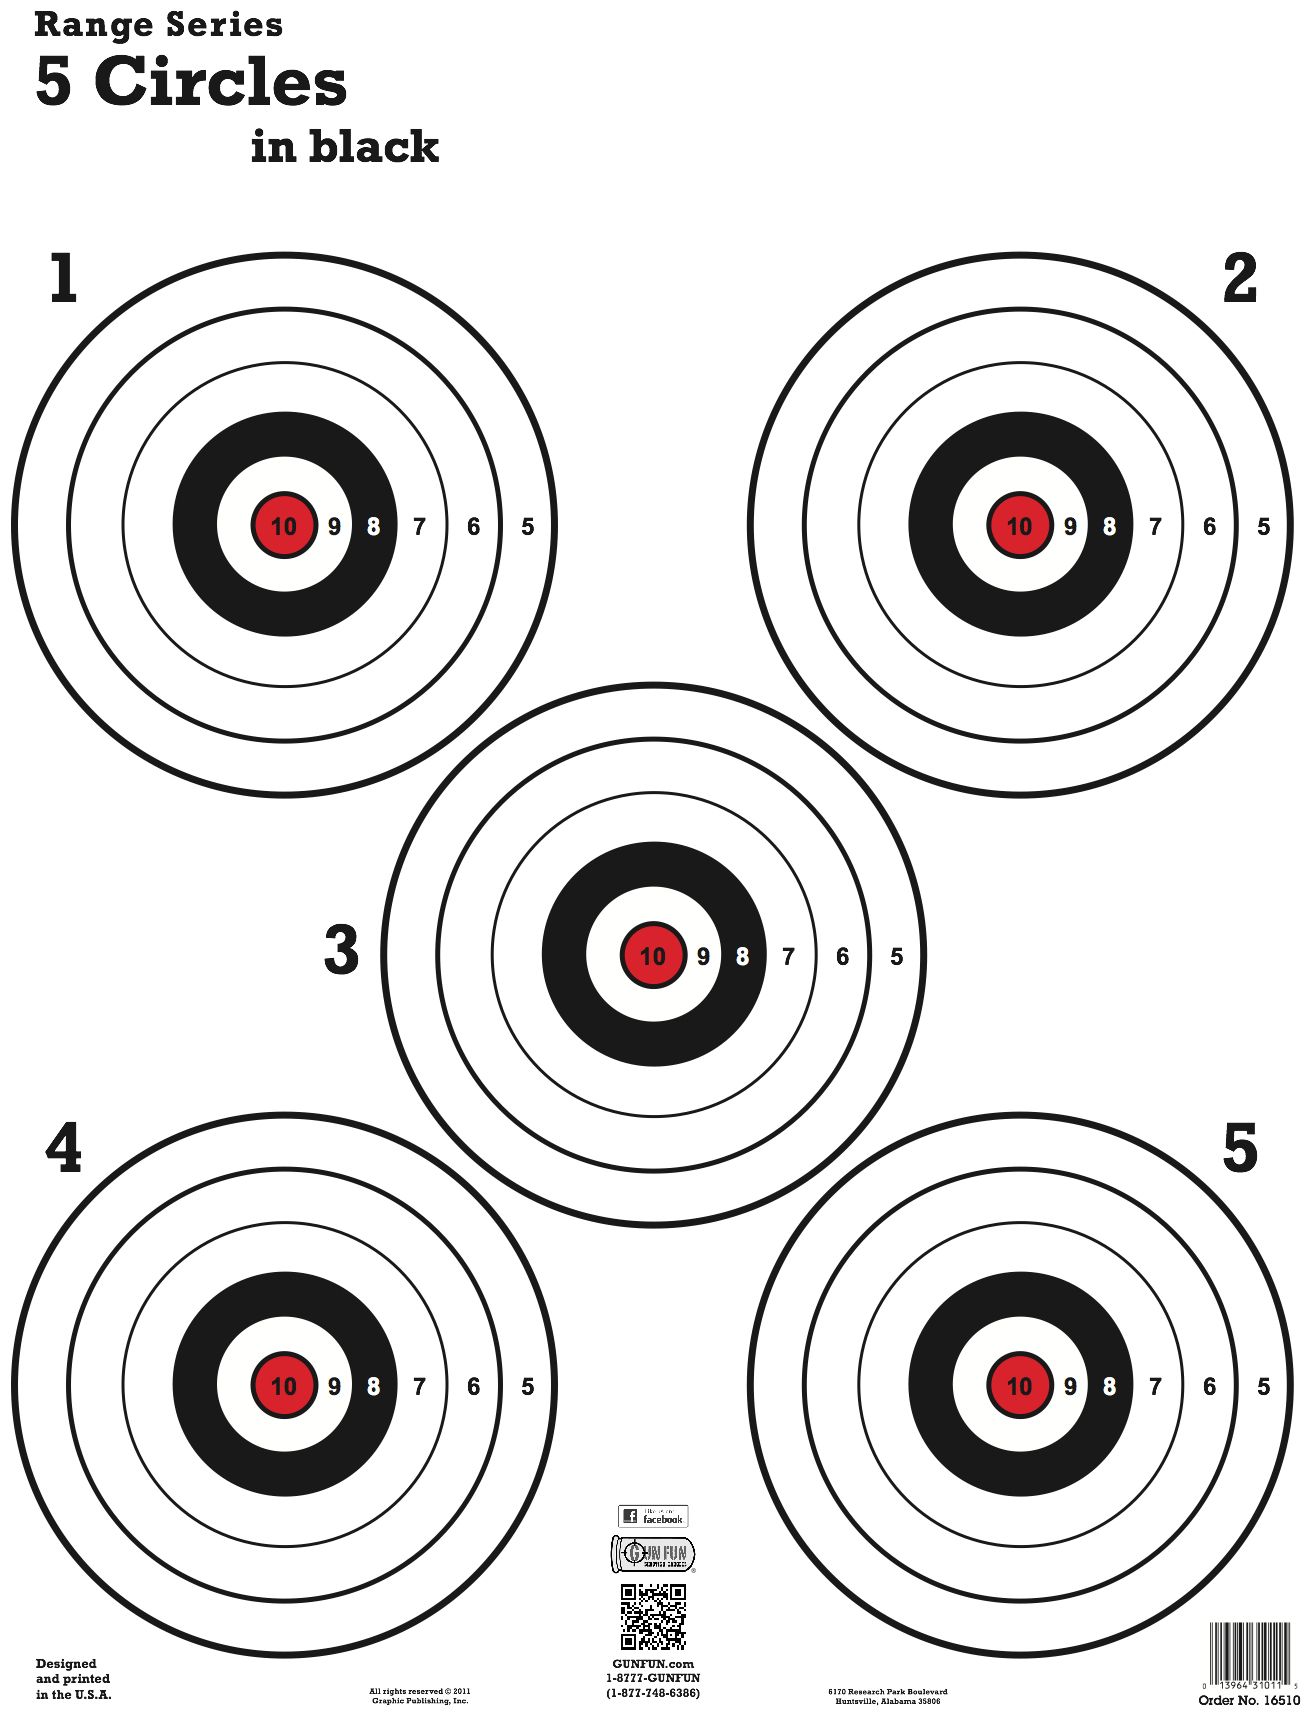 Range Series
5 Circles
in black
1
2
10 9 8 7 6 5
10 9 8 7 6 5
3
10 9 8 7 6 5
4
5
10 9 8 7 6 5
10 9 8 7 6 5
facebook
GUN FUN
GUNFUN.com
1-8777-GUNFUN
(1-877-748-6386)
Designed
and printed
in the U.S.A.
All rights reserved © 2011
Graphic Publishing, Inc.
6170 Research Park Boulevard
Huntsville, Alabama 35806
0 13964 31011 5
Order No. 16510